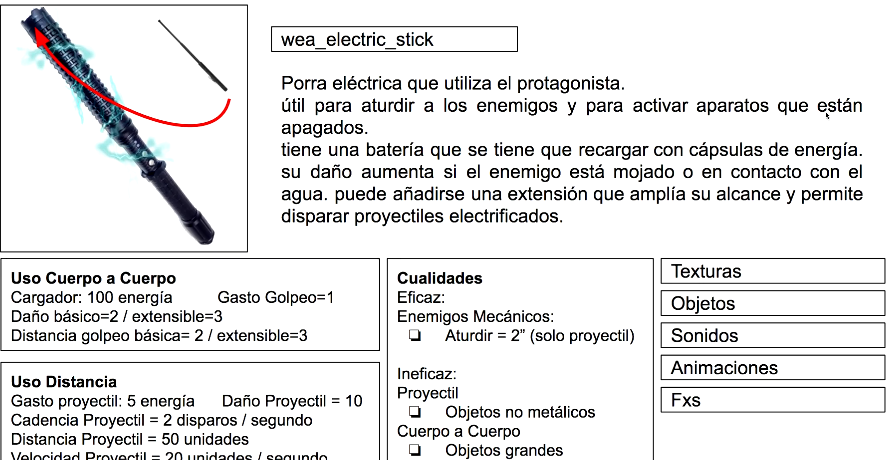 wea_electric_stick
Porra eléctrica que utiliza el protagonista.
útil para aturdir a los enemigos y para activar aparatos que están
apagados.
tiene una batería que se tiene que recargar con cápsulas de energía.
su daño aumenta si el enemigo está mojado o en contacto con el
agua. puede añadirse una extensión que amplía su alcance y permite
disparar proyectiles electrificados.
Uso Cuerpo a Cuerpo
Cargador: 100 energía Gasto Golpeo=1
Daño básico=2 / extensible=3
Distancia golpeo básica= 2 / extensible=3
Uso Distancia
Gasto proyectil: 5 energía Daño Proyectil = 10
Cadencia Proyectil = 2 disparos / segundo
Distancia Proyectil = 50 unidades
Velocidad Proyectil = 20 unidades / segundo
Cualidades
Eficaz:
Enemigos Mecánicos:
❏ Aturdir = 2” (solo proyectil)
Ineficaz:
Proyectil
❏ Objetos no metálicos
Cuerpo a Cuerpo
❏ Objetos grandes
Texturas
Objetos
Sonidos
Animaciones
Fxs